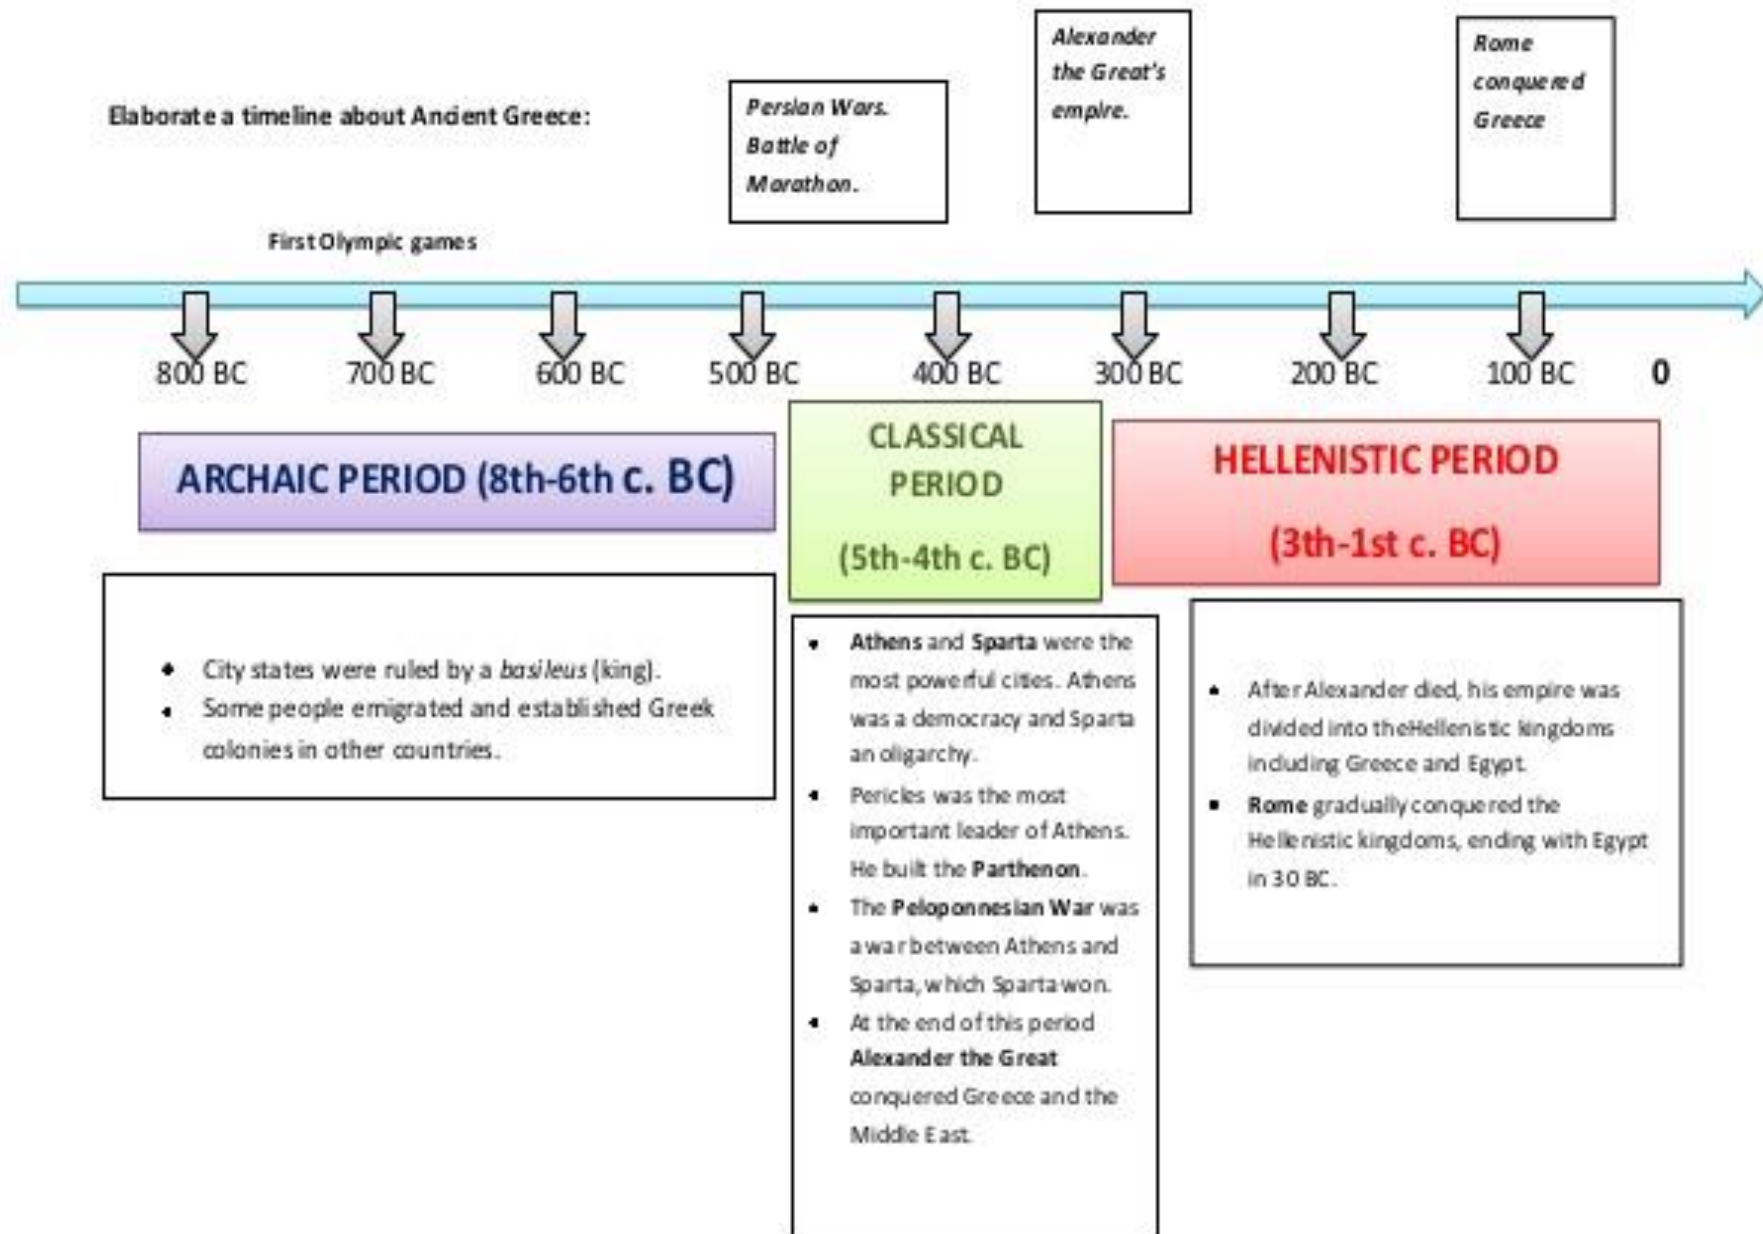 Elaborate a timeline about Ancient Greece:
Persian Wars.
Battle of
Marathon.
Alexander
the Great's
empire.
Rome
conquered
Greece
First Olympic games
800 BC 700 BC 600 BC 500 BC 400 BC 300 BC 200 BC 100 BC 0
ARCHAIC PERIOD (8th-6th c. BC)
CLASSICAL
PERIOD
(5th-4th c. BC)
HELLENISTIC PERIOD
(3th-1st c. BC)
City states were ruled by a basileus (king).
Some people emigrated and established Greek
colonies in other countries.
Athens and Sparta were the
most powerful cities. Athens
was a democracy and Sparta
an oligarchy.
Pericles was the most
important leader of Athens.
He built the Parthenon.
The Peloponnesian War was
a war between Athens and
Sparta, which Sparta won.
At the end of this period
Alexander the Great
conquered Greece and the
Middle East.
After Alexander died, his empire was
divided into theHellenistic kingdoms
including Greece and Egypt.
Rome gradually conquered the
Hellenistic kingdoms, ending with Egypt
in 30 BC.